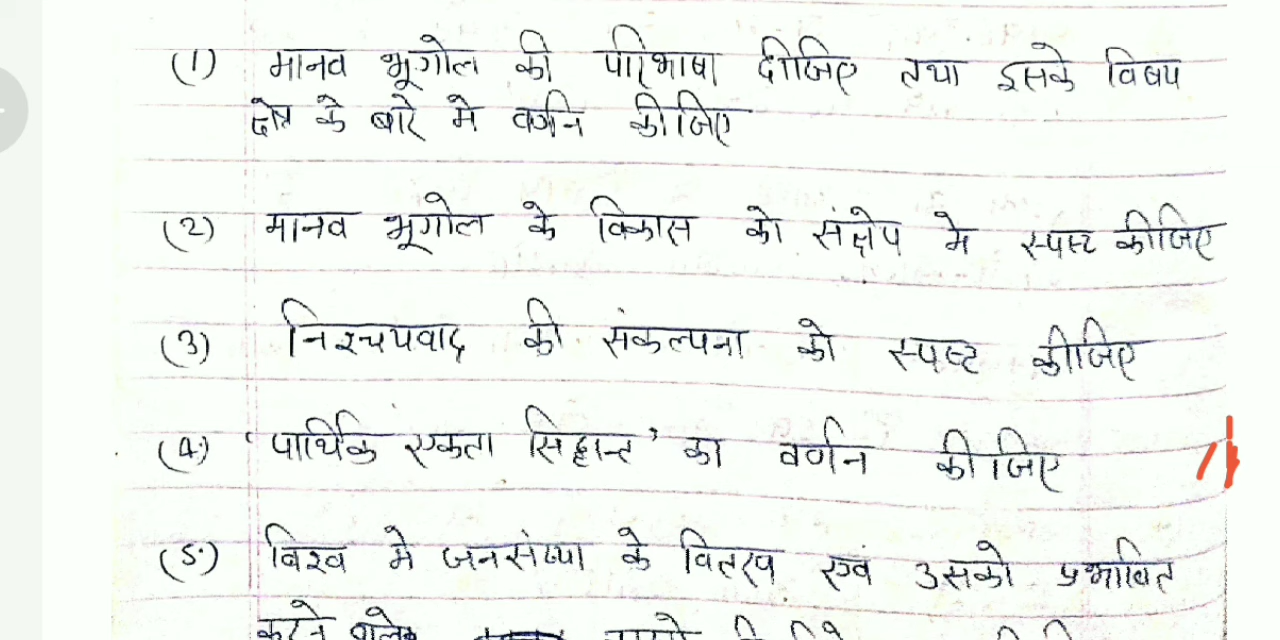 (1) मानव भूगोल की परिभाषा दीजिए तथा इसके विषय
क्षेत्र के बारे मे वर्णन कीजिए
(2) मानव भूगोल के विकास को संक्षेप मे स्पष्ट कीजिए
(3) निश्चयवाद की संकल्पना को स्पष्ट कीजिए
(4.) ‘पार्थिक एकता सिद्धान्त’ का वर्णन कीजिए
(5.) विश्व मे जनसंख्या के वितरण एवं उसको प्रभावित
करने वाले